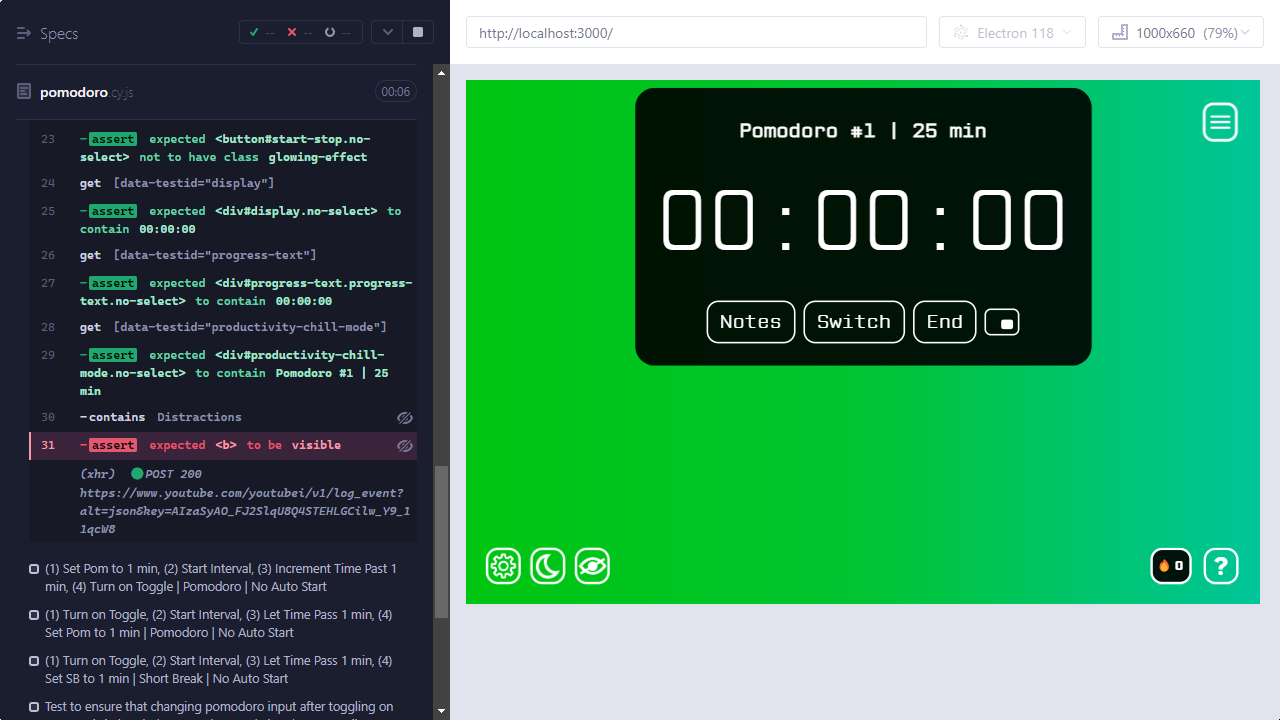 Specs
--
--
--
pomodoro.cy.js
00:06
23 -assert expected <button#start-stop.no-
select> not to have class glowing-effect
24 get [data-testid="display"]
25 -assert expected <div#display.no-select> to
contain 00:00:00
26 get [data-testid="progress-text"]
27 -assert expected <div#progress-text.progress-
text.no-select> to contain 00:00:00
28 get [data-testid="productivity-chill-mode"]
29 -assert expected <div#productivity-chill-
mode.no-select> to contain Pomodoro #1 | 25
min
30 -contains Distractions
31 -assert expected <b> to be visible
(xhr) POST 200
https://www.youtube.com/youtubei/v1/log_event?
alt=json&key=AIzaSyAO_FJ2SlqU8Q4STEHLGCilw_Y9_1
1qcW8
(1) Set Pom to 1 min, (2) Start Interval, (3) Increment Time Past 1
min, (4) Turn on Toggle | Pomodoro | No Auto Start
(1) Turn on Toggle, (2) Start Interval, (3) Let Time Pass 1 min, (4)
Set Pom to 1 min | Pomodoro | No Auto Start
(1) Turn on Toggle, (2) Start Interval, (3) Let Time Pass 1 min, (4)
Set SB to 1 min | Short Break | No Auto Start
Test to ensure that changing pomodoro input after toggling on
http://localhost:3000/
Electron 118
1000x660 (79%)
Pomodoro #1 | 25 min
00:00:00
Notes
Switch
End
0
?